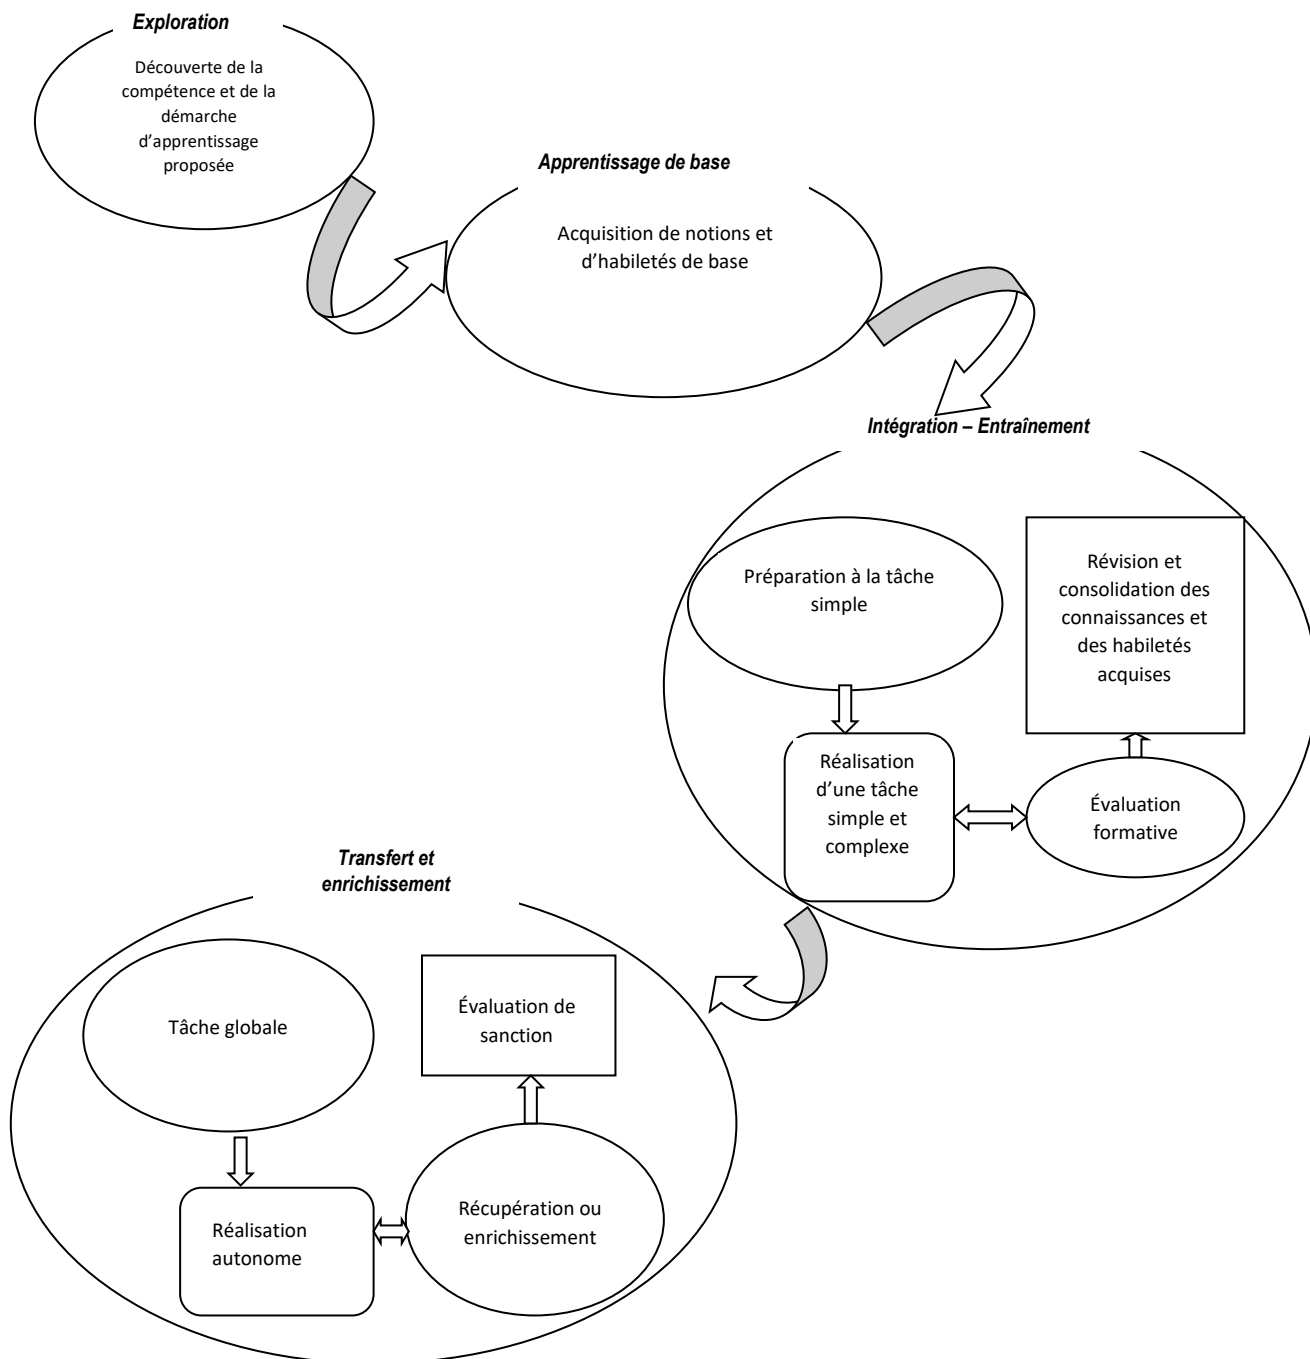 Exploration
Découverte de la
compétence et de la
démarche
d'apprentissage
proposée
Apprentissage de base
Acquisition de notions et
d'habiletés de base
Intégration – Entraînement
Préparation à la tâche
simple
Révision et
consolidation des
connaissances et
des habiletés
acquises
Réalisation
d'une tâche
simple et
complexe
Évaluation
formative
Transfert et
enrichissement
Tâche globale
Évaluation de
sanction
Réalisation
autonome
Récupération ou
enrichissement